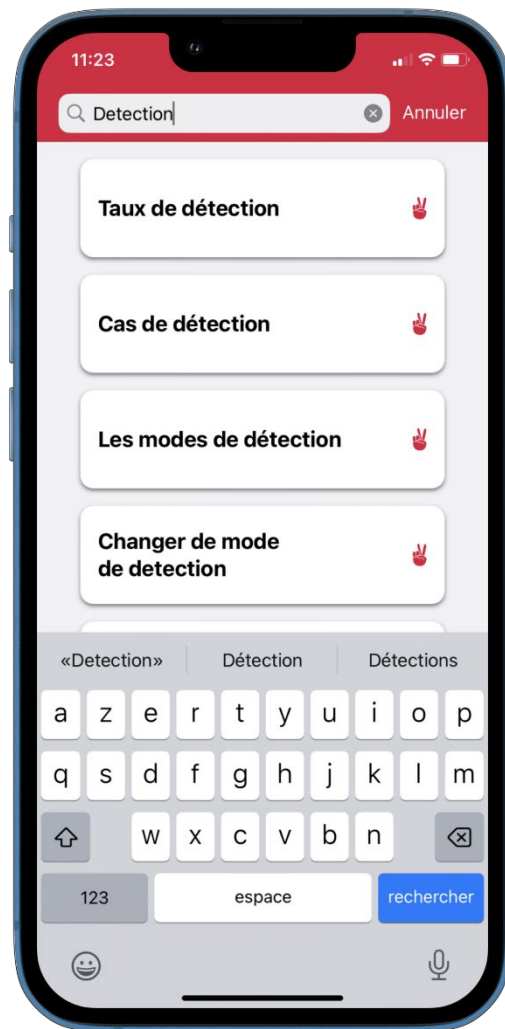 11:23
Detection
Annuler
Taux de détection
Cas de détection
Les modes de détection
Changer de mode
de detection
«Detection» Détection Détections
a z e r t y u i o p
q s d f g h j k l m
w x c v b n
123 espace rechercher